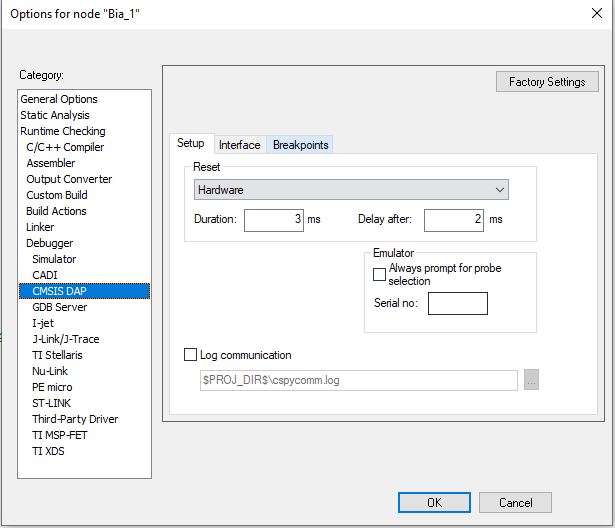 Options for node "Bia_1"
Category:
Factory Settings
General Options
Static Analysis
Runtime Checking
C/C++ Compiler
Assembler
Output Converter
Custom Build
Build Actions
Linker
Debugger
Simulator
CADI
CMSIS DAP
GDB Server
I-jet
J-Link/J-Trace
TI Stellaris
Nu-Link
PE micro
ST-LINK
Third-Party Driver
TI MSP-FET
TI XDS
Setup Interface Breakpoints
Reset
Hardware
Duration: 3 ms Delay after: 2 ms
Emulator
Always prompt for probe
selection
Serial no:
Log communication
$PROJ_DIR$\cspycomm.log ...
OK Cancel